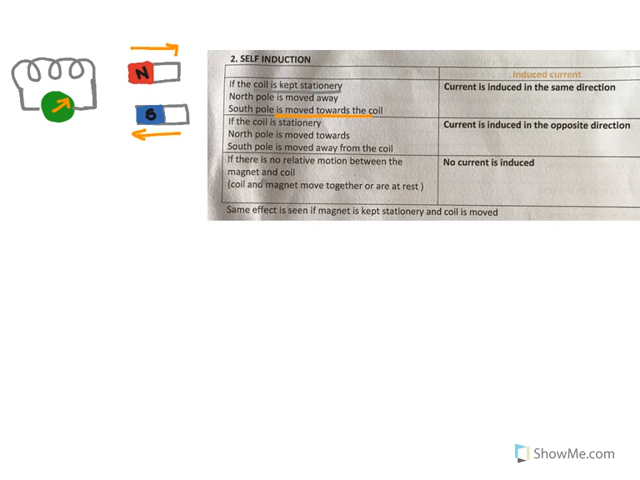 N
S
2. SELF INDUCTION
Induced current
If the coil is kept stationery
North pole is moved away
South pole is moved towards the coil
Current is induced in the same direction
If the coil is stationery
North pole is moved towards
South pole is moved away from the coil
Current is induced in the opposite direction
If there is no relative motion between the
magnet and coil
(coil and magnet move together or are at rest )
No current is induced
Same effect is seen if magnet is kept stationery and coil is moved
ShowMe.com